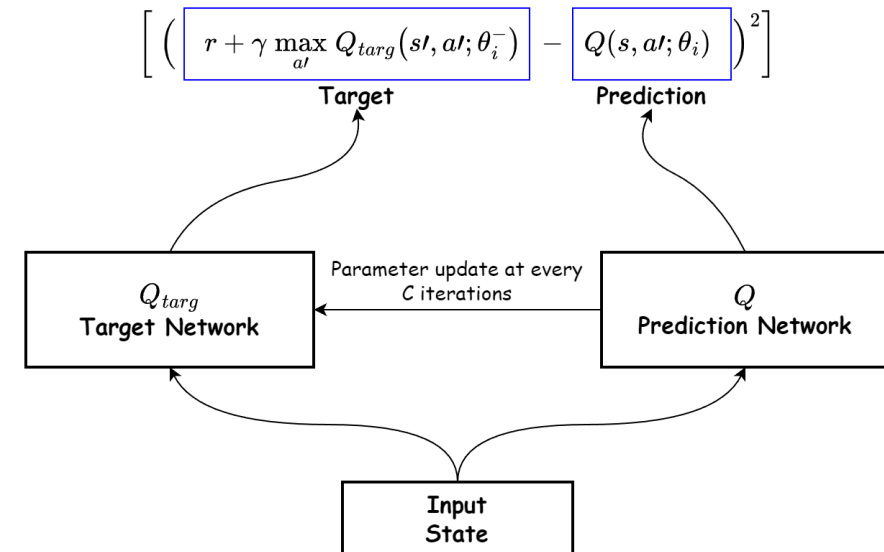 [ ( r + γ max_{a′} Q_{targ}(s′, a′; θ_i^−) − Q(s, a′; θ_i) )^2 ]
Target Prediction
Parameter update at every
C iterations
Q_{targ}
Target Network
Q
Prediction Network
Input
State